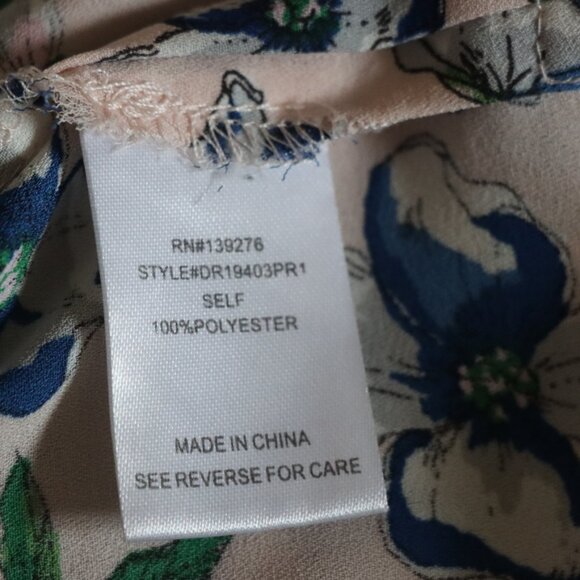 RN#139276
STYLE#DR19403PR1
SELF
100%POLYESTER
MADE IN CHINA
SEE REVERSE FOR CARE